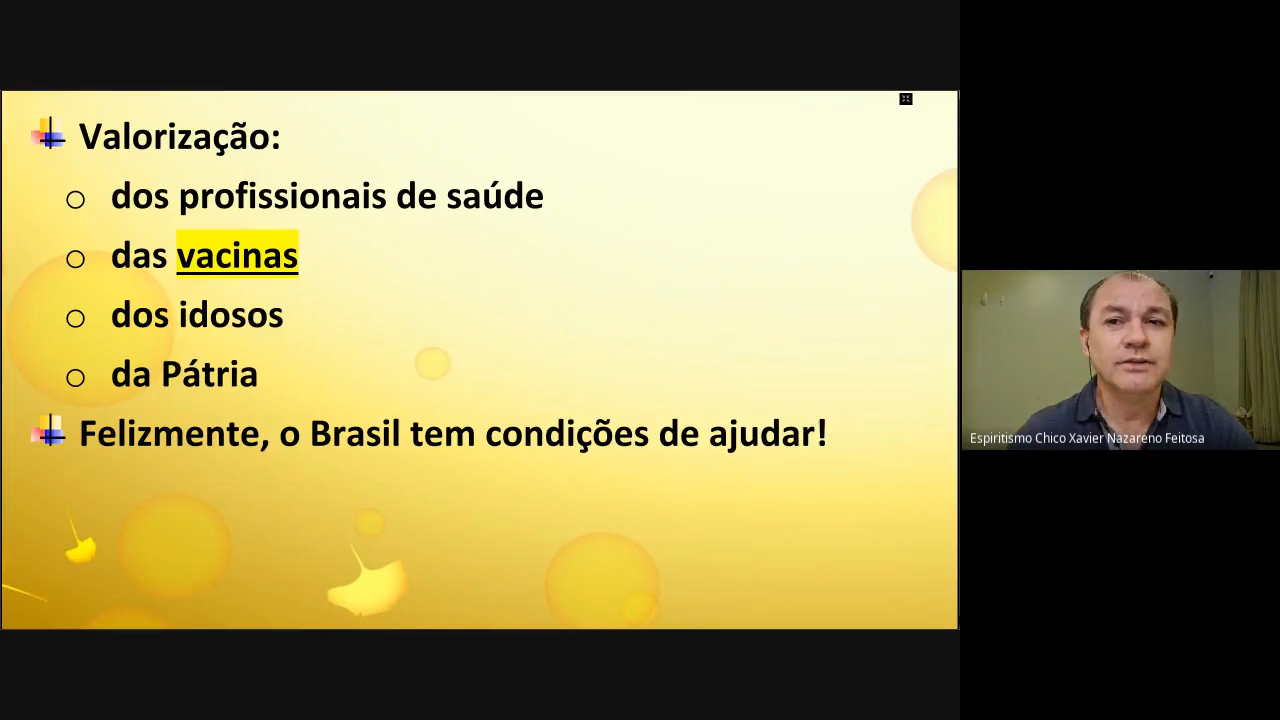 Valorização:
o dos profissionais de saúde
o das vacinas
o dos idosos
o da Pátria
Felizmente, o Brasil tem condições de ajudar!
Espiritismo Chico Xavier Nazareno Feitosa